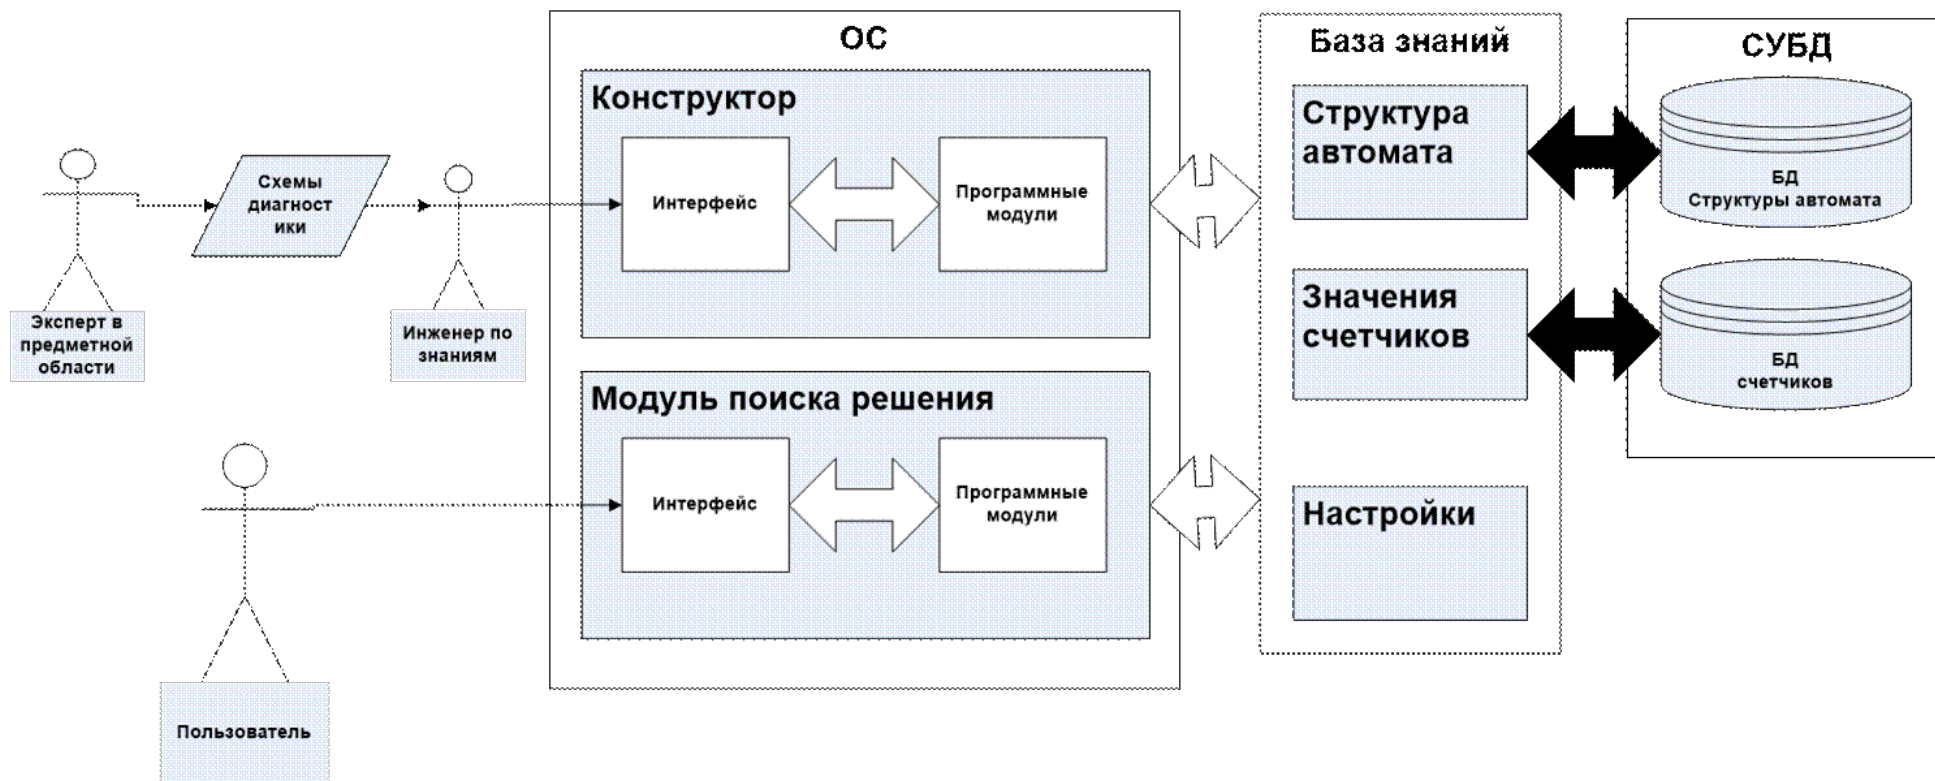 ОС
База знаний
СУБД
Конструктор
Интерфейс
Программные
модули
Структура
автомата
БД
Структуры автомата
Схемы
диагност
ики
Эксперт в
предметной
области
Инженер по
знаниям
Значения
счетчиков
БД
счетчиков
Модуль поиска решения
Интерфейс
Программные
модули
Настройки
Пользователь